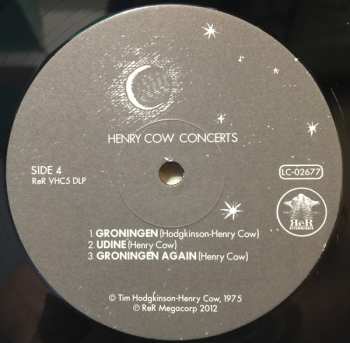 HENRY COW CONCERTS
SIDE 4
ReR VHC5 DLP
LC-02677
ReR
1. GRONINGEN (Hodgkinson-Henry Cow)
2. UDINE (Henry Cow)
3. GRONINGEN AGAIN (Henry Cow)
© Tim Hodgkinson-Henry Cow, 1975
℗ ReR Megacorp 2012